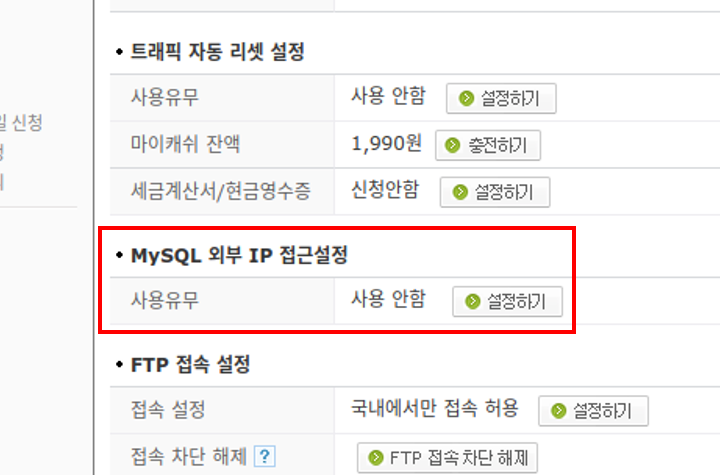 일 신청
• 트래픽 자동 리셋 설정
사용유무 사용 안함 설정하기
마이캐쉬 잔액 1,990원 충전하기
세금계산서/현금영수증 신청안함 설정하기
• MySQL 외부 IP 접근설정
사용유무 사용 안함 설정하기
• FTP 접속 설정
접속 설정 국내에서만 접속 허용 설정하기
접속 차단 해제 ? FTP 접속 차단 해제